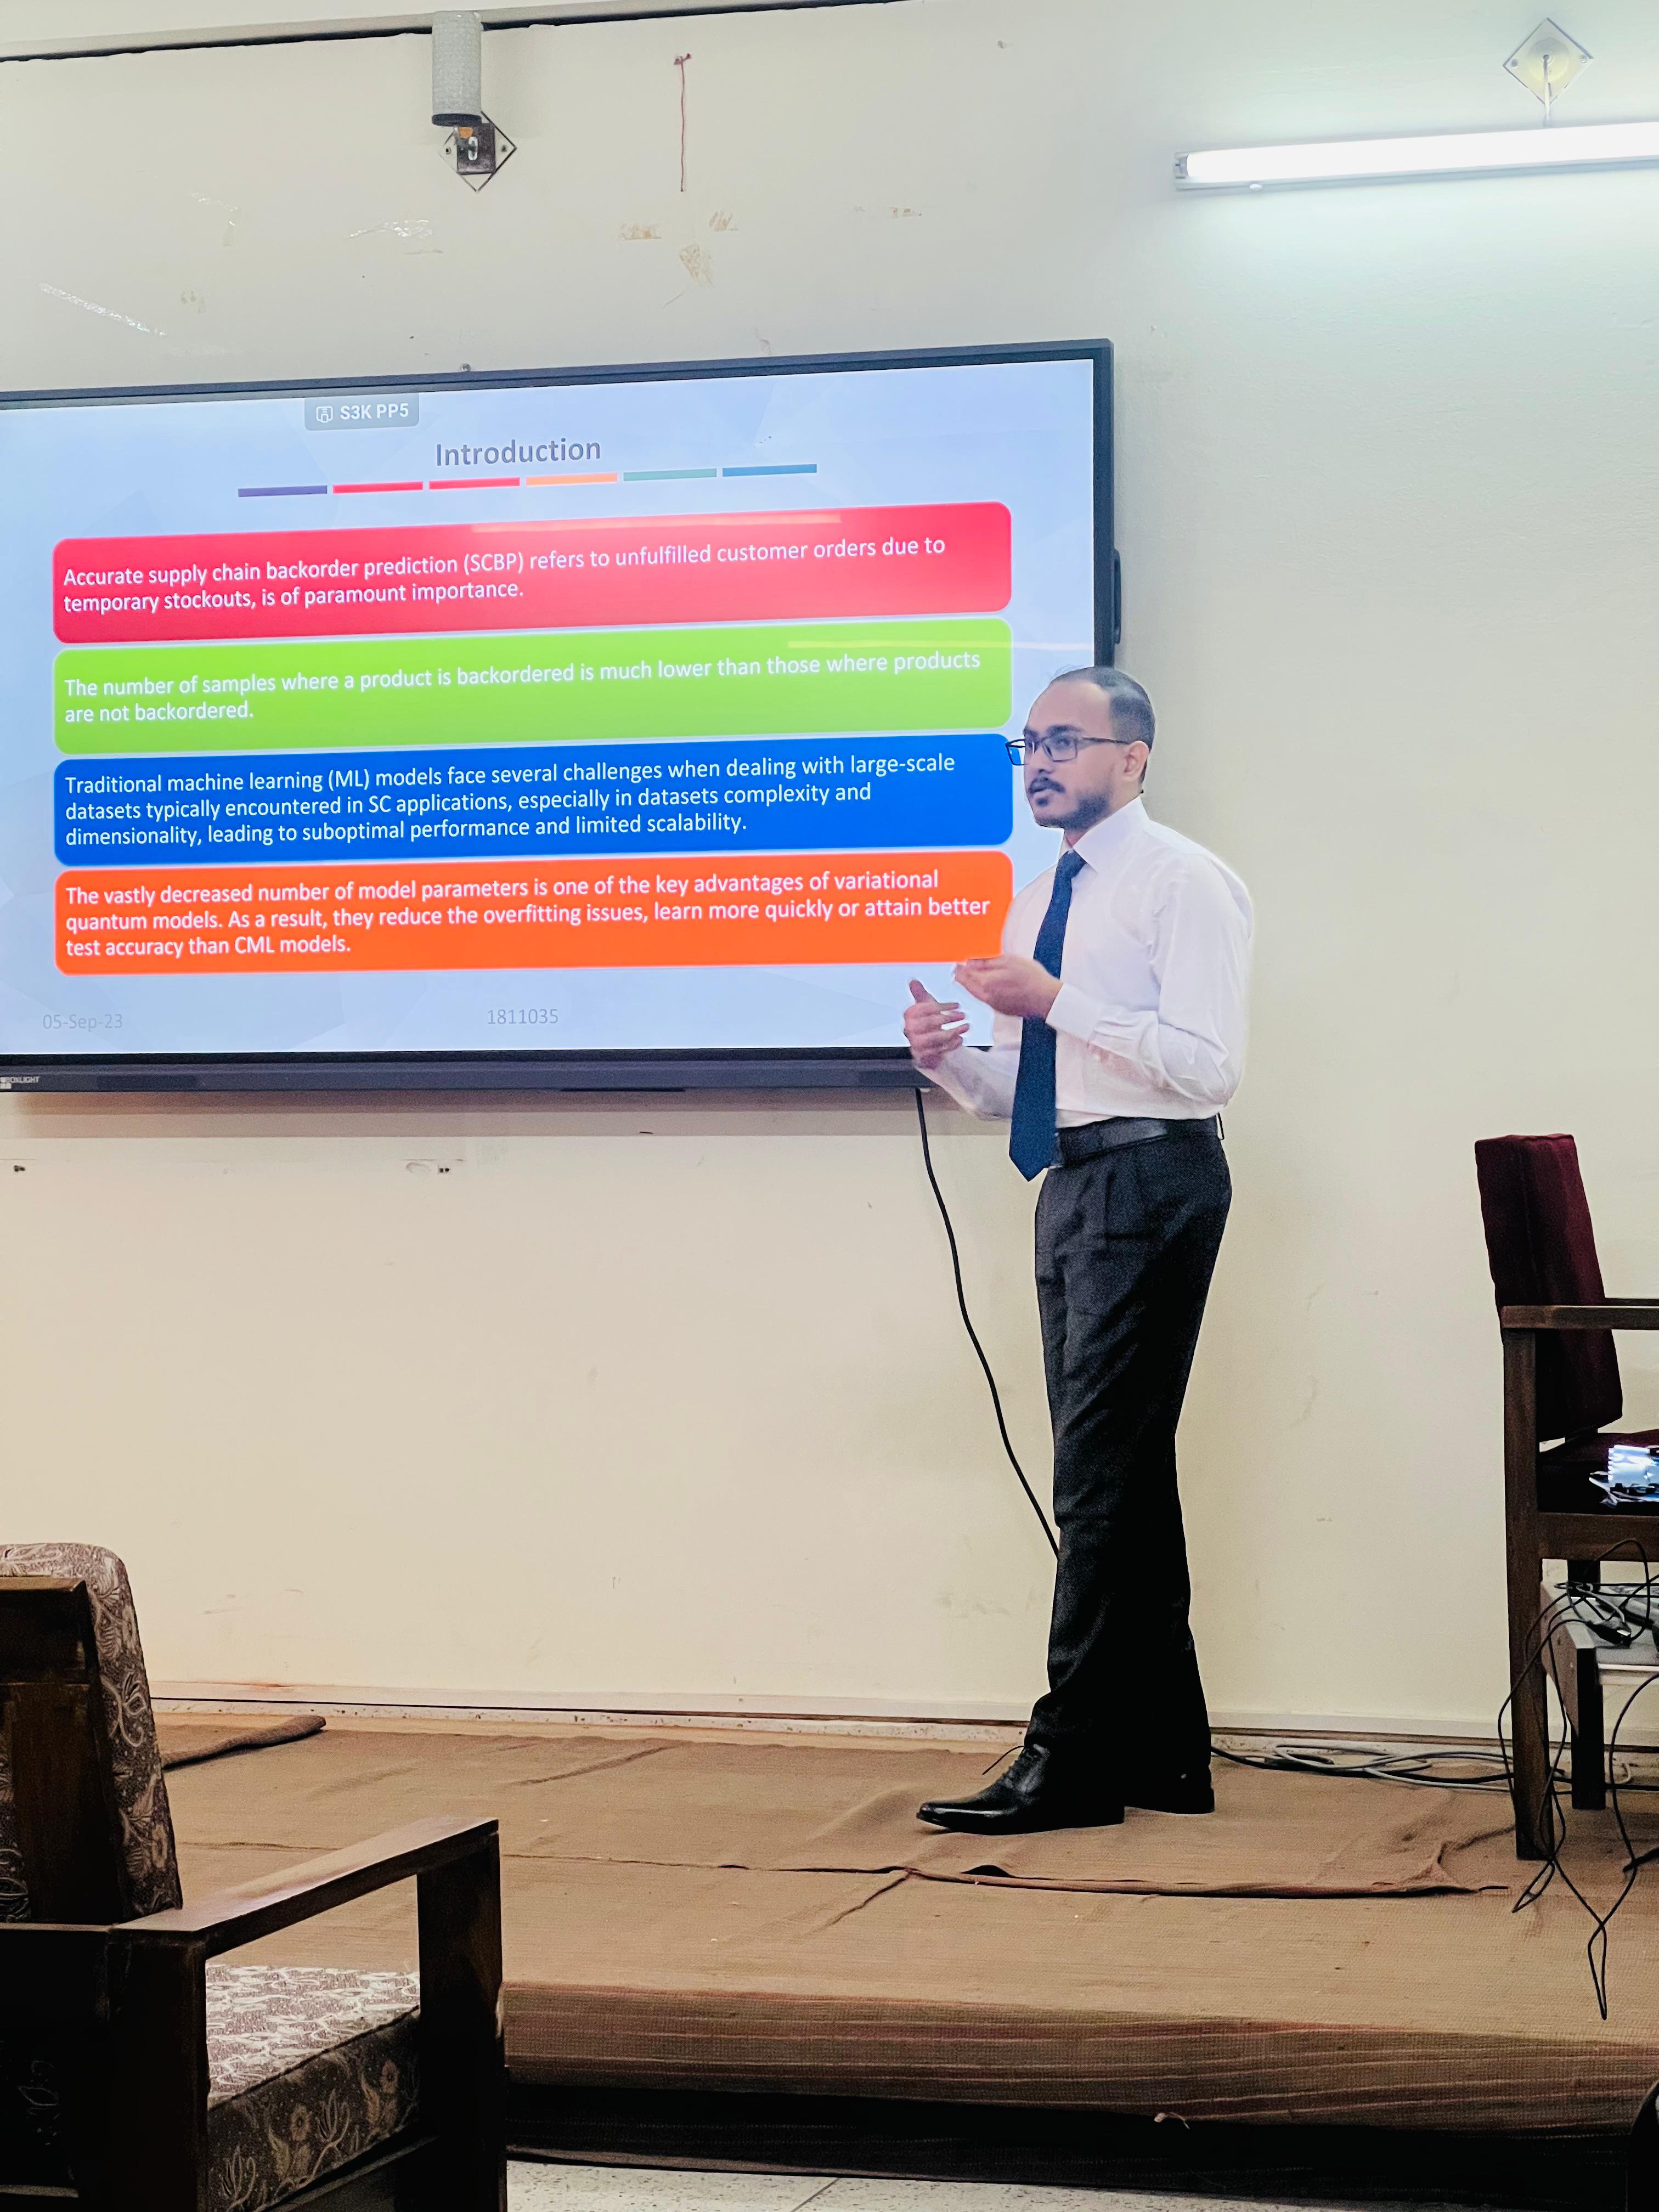 S3K PP5
Introduction
Accurate supply chain backorder prediction (SCBP) refers to unfulfilled customer orders due to
temporary stockouts, is of paramount importance.
The number of samples where a product is backordered is much lower than those where products
are not backordered.
Traditional machine learning (ML) models face several challenges when dealing with large-scale
datasets typically encountered in SC applications, especially in datasets complexity and
dimensionality, leading to suboptimal performance and limited scalability.
The vastly decreased number of model parameters is one of the key advantages of variational
quantum models. As a result, they reduce the overfitting issues, learn more quickly or attain better
test accuracy than CML models.
05-Sep-23
1811035